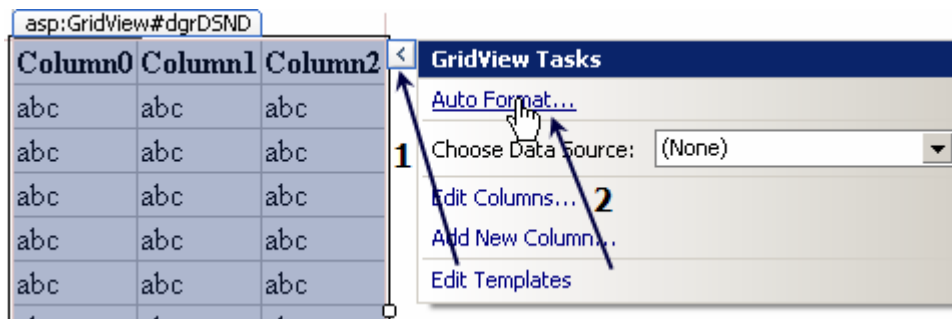 asp:GridView#dgrDSND
Column0 Column1 Column2
abc abc abc
abc abc abc
abc abc abc
abc abc abc
abc abc abc
<
GridView Tasks
Auto Format...
1
Choose Data Source: (None)
Edit Columns... 2
Add New Column...
Edit Templates